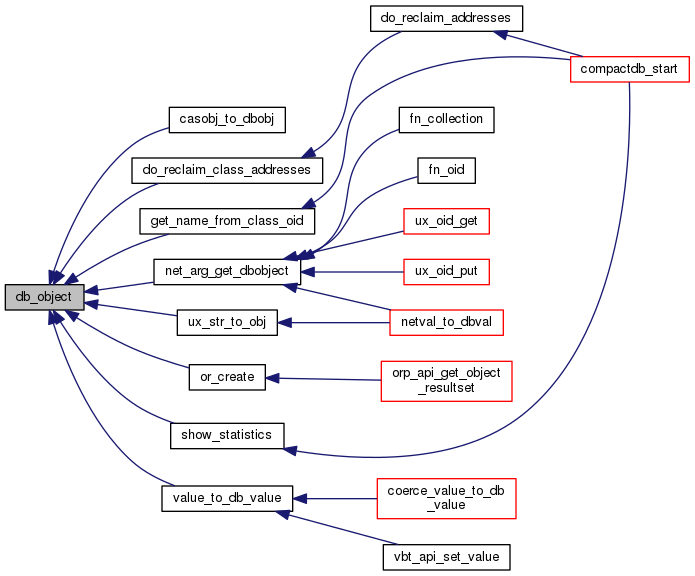 do_reclaim_addresses
compactdb_start
casobj_to_dbobj
fn_collection
do_reclaim_class_addresses
fn_oid
get_name_from_class_oid
ux_oid_get
net_arg_get_dbobject
ux_oid_put
db_object
ux_str_to_obj
netval_to_dbval
or_create
orp_api_get_object
_resultset
show_statistics
value_to_db_value
coerce_value_to_db
_value
vbt_api_set_value